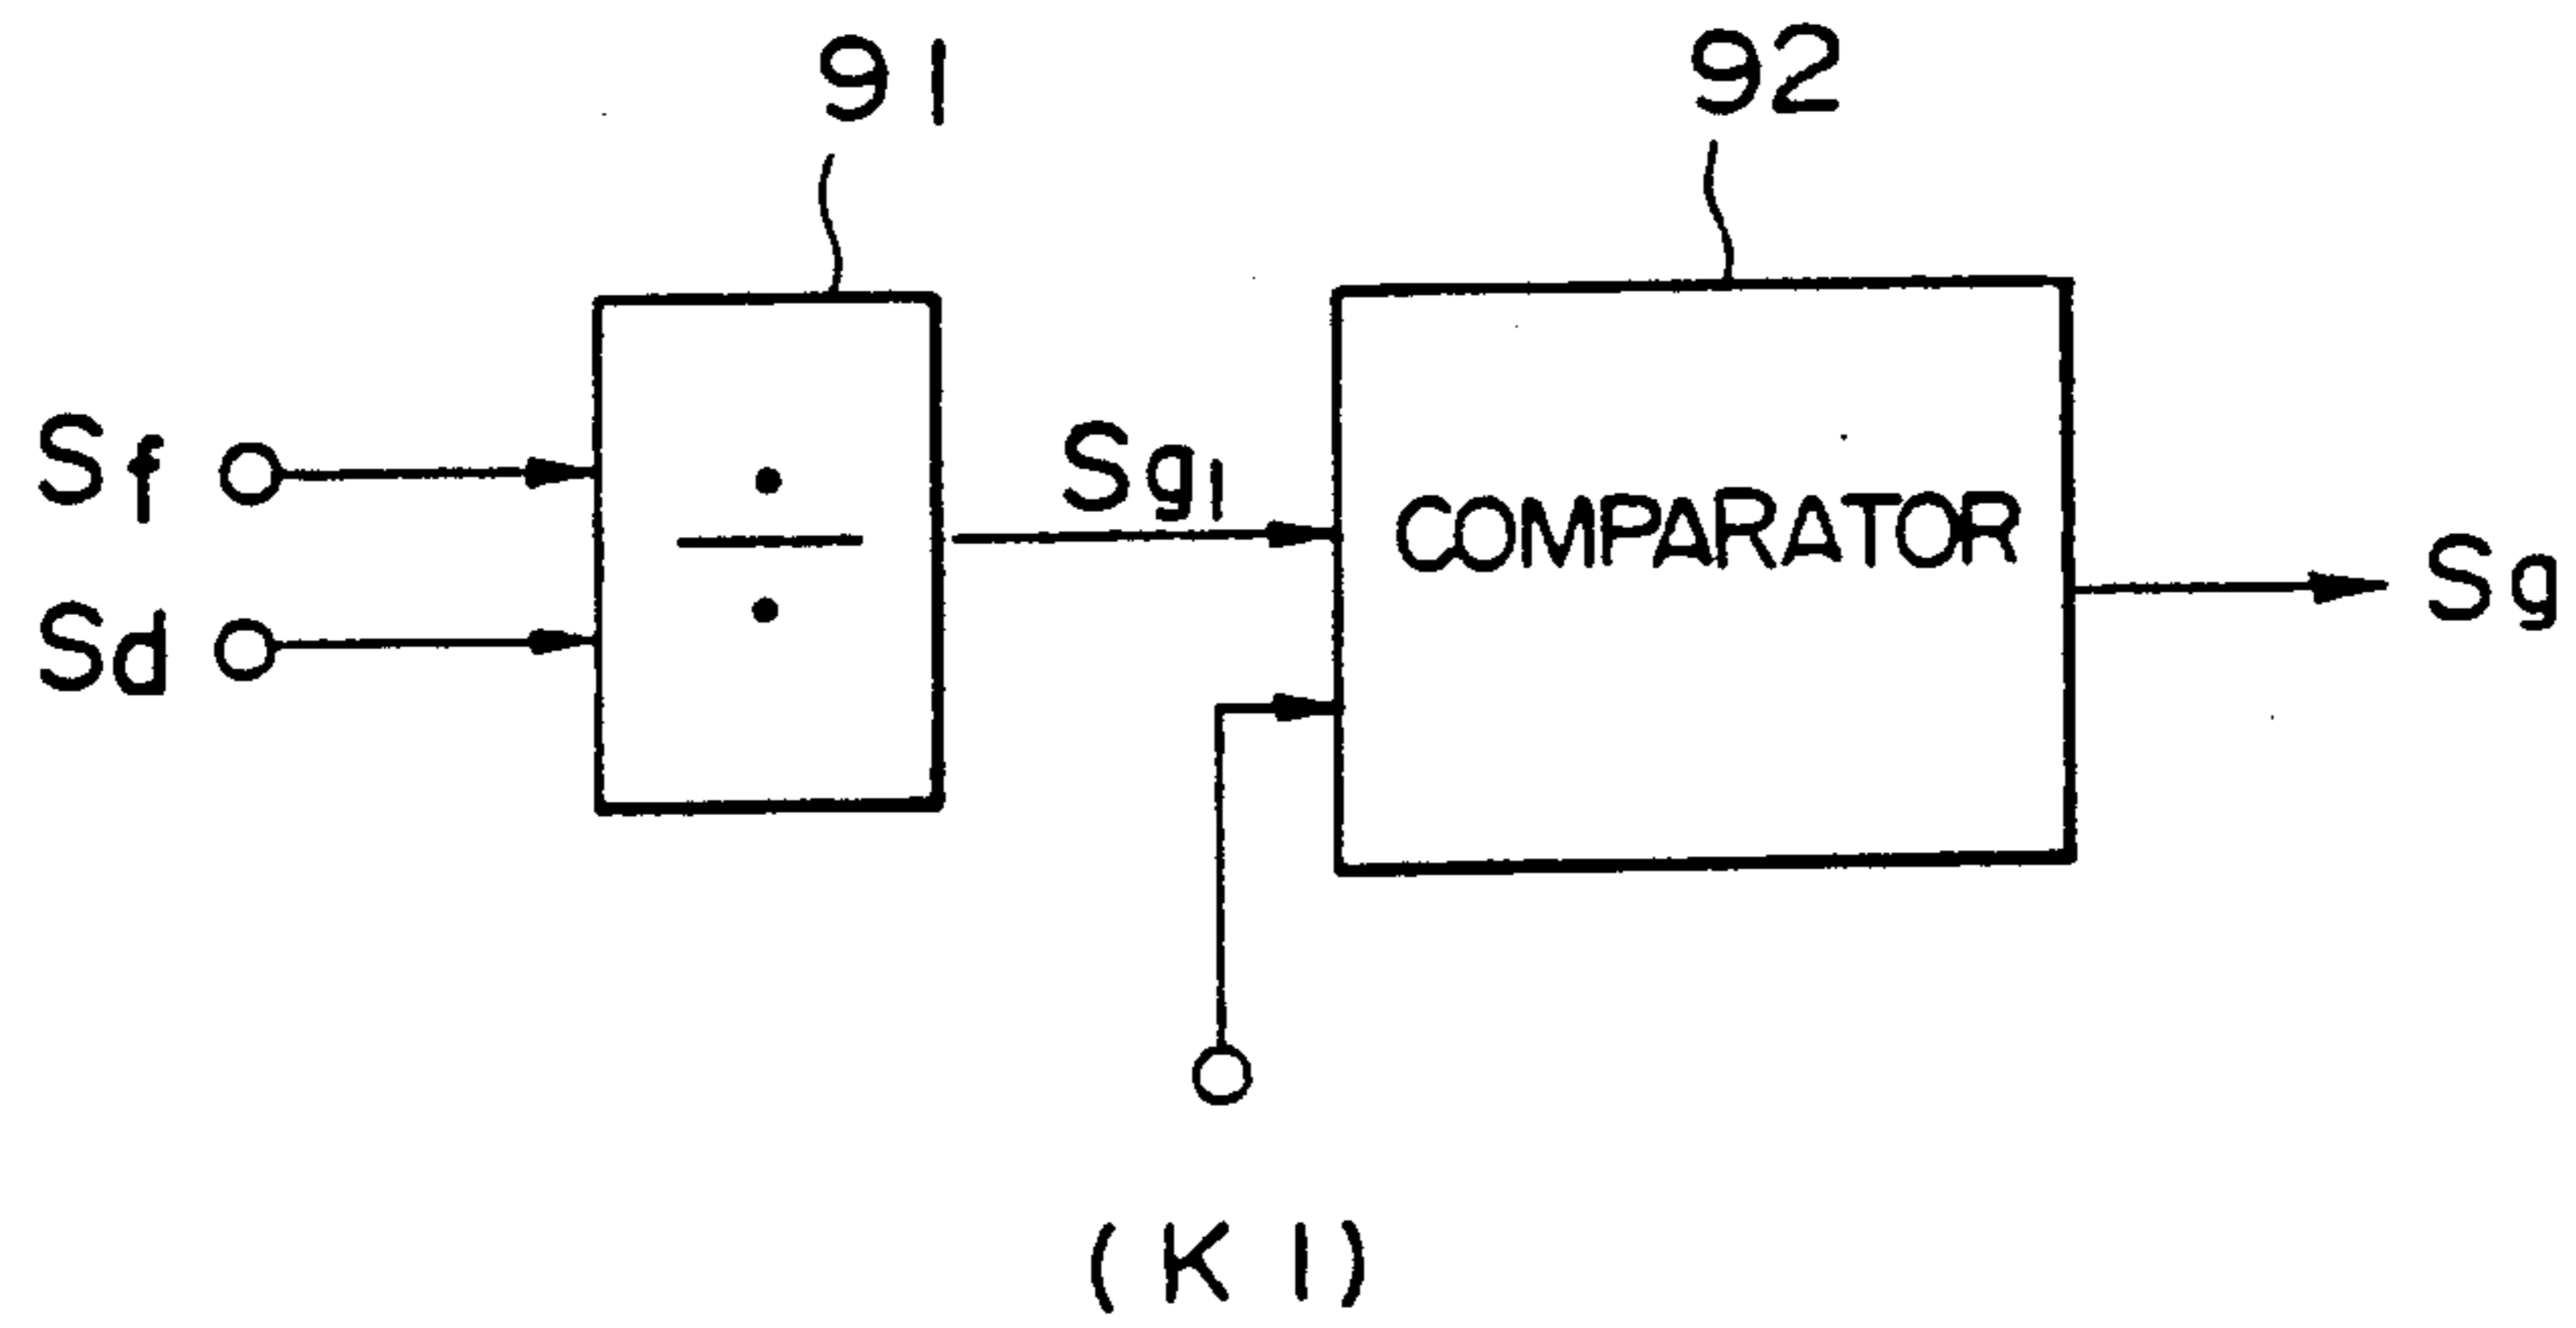 91
92
Sf
Sd
÷
Sg1
COMPARATOR
Sg
(K1)